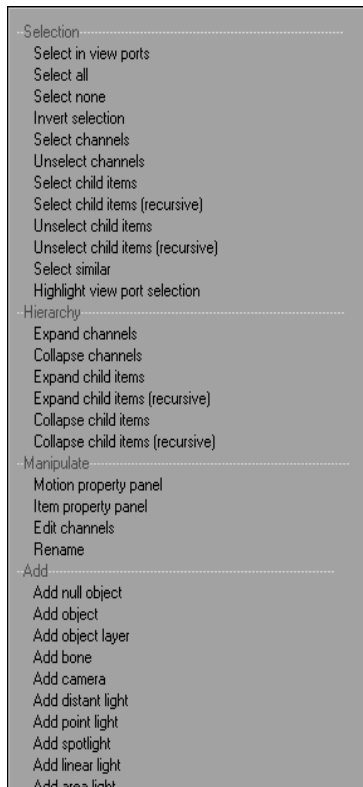 Selection
Select in view ports
Select all
Select none
Invert selection
Select channels
Unselect channels
Select child items
Select child items (recursive)
Unselect child items
Unselect child items (recursive)
Select similar
Highlight view port selection
Hierarchy
Expand channels
Collapse channels
Expand child items
Expand child items (recursive)
Collapse child items
Collapse child items (recursive)
Manipulate
Motion property panel
Item property panel
Edit channels
Rename
Add
Add null object
Add object
Add object layer
Add bone
Add camera
Add distant light
Add point light
Add spotlight
Add linear light
Add area light